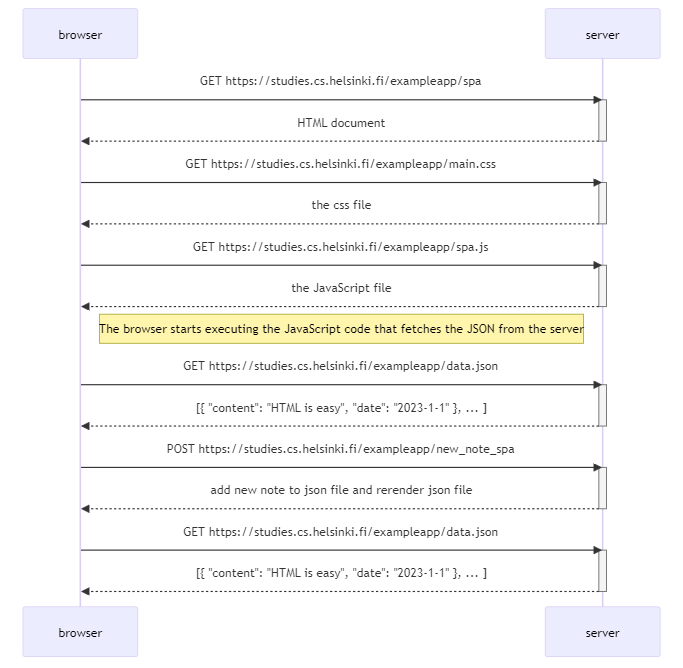 browser server
GET https://studies.cs.helsinki.fi/exampleapp/spa
HTML document
GET https://studies.cs.helsinki.fi/exampleapp/main.css
the css file
GET https://studies.cs.helsinki.fi/exampleapp/spa.js
the JavaScript file
The browser starts executing the JavaScript code that fetches the JSON from the server
GET https://studies.cs.helsinki.fi/exampleapp/data.json
[{ "content": "HTML is easy", "date": "2023-1-1" }, ... ]
POST https://studies.cs.helsinki.fi/exampleapp/new_note_spa
add new note to json file and rerender json file
GET https://studies.cs.helsinki.fi/exampleapp/data.json
[{ "content": "HTML is easy", "date": "2023-1-1" }, ... ]
browser server